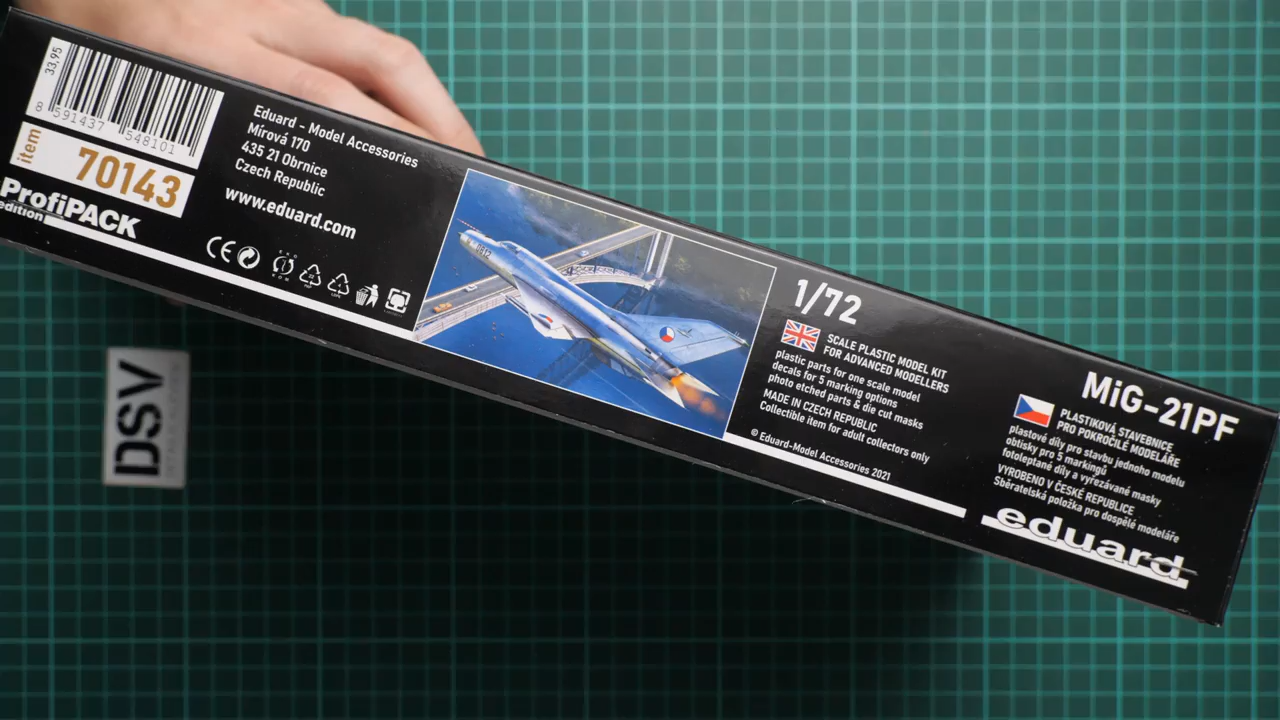 33,95
8 591437 548101
item
70143
ProfiPACK
edition
Eduard - Model Accessories
Mírová 170
435 21 Obrnice
Czech Republic
www.eduard.com
CE
0812
1/72
SCALE PLASTIC MODEL KIT
FOR ADVANCED MODELLERS
plastic parts for one scale model
decals for 5 marking options
photo etched parts & die cut masks
MADE IN CZECH REPUBLIC
Collectible item for adult collectors only
© Eduard-Model Accessories 2021
MiG-21PF
PLASTIKOVÁ STAVEBNICE
PRO POKROČILÉ MODELÁŘE
plastové díly pro stavbu jednoho modelu
obtisky pro 5 markingů
fotoleptané díly a vyřezávané masky
VYROBENO V ČESKÉ REPUBLICE
Sběratelská položka pro dospělé modeláře
eduard
DSV